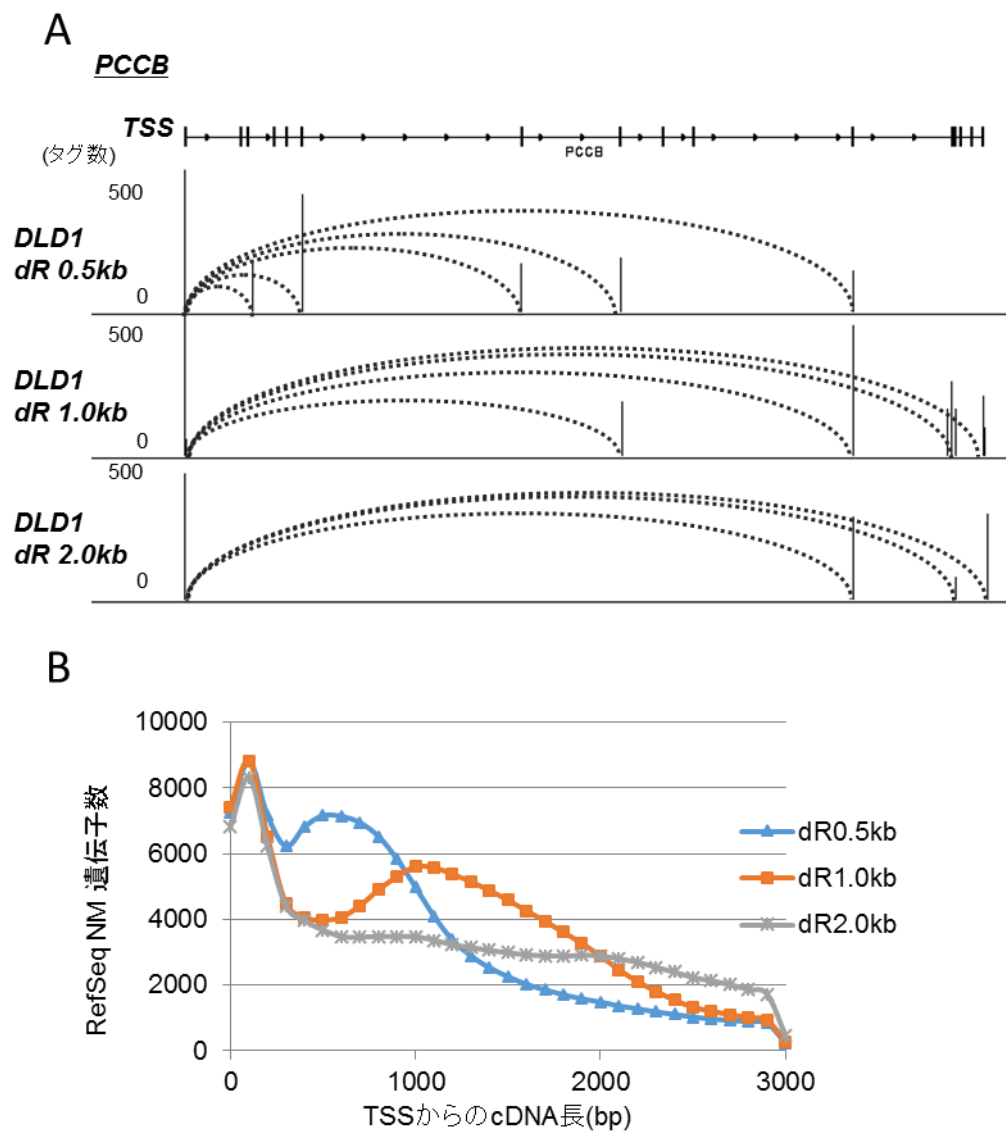 A
PCCB
TSS
(タグ数)
PCCB
500
DLD1
dR 0.5kb
0
500
DLD1
dR 1.0kb
0
500
DLD1
dR 2.0kb
0
B
10000
8000
6000
4000
2000
0
RefSeq NM 遺伝子数
dR0.5kb
dR1.0kb
dR2.0kb
0 1000 2000 3000
TSSからのcDNA長(bp)